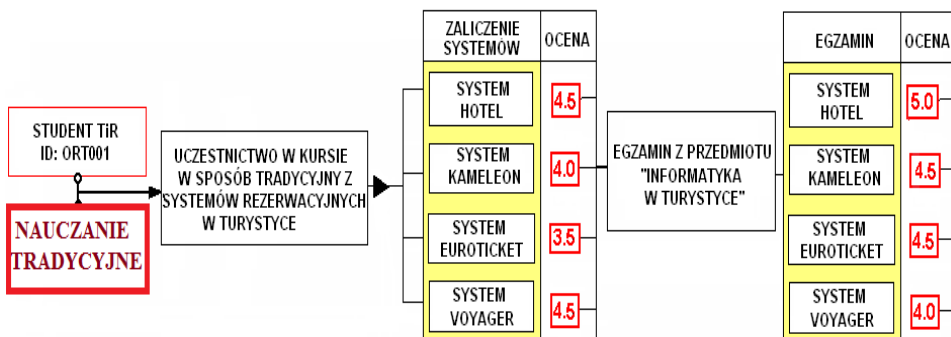 STUDENT TiR
ID: ORT001
NAUCZANIE
TRADYCYJNE
UCZESTNICTWO W KURSIE
W SPOSÓB TRADYCYJNY Z
SYSTEMÓW REZERWACYJNYCH
W TURYSTYCE
ZALICZENIE
SYSTEMÓW
OCENA
SYSTEM
HOTEL
4.5
SYSTEM
KAMELEON
4.0
SYSTEM
EUROTICKET
3.5
SYSTEM
VOYAGER
4.5
EGZAMIN Z PRZEDMIOTU
"INFORMATYKA
W TURYSTYCE"
EGZAMIN
OCENA
SYSTEM
HOTEL
5.0
SYSTEM
KAMELEON
4.5
SYSTEM
EUROTICKET
4.5
SYSTEM
VOYAGER
4.0